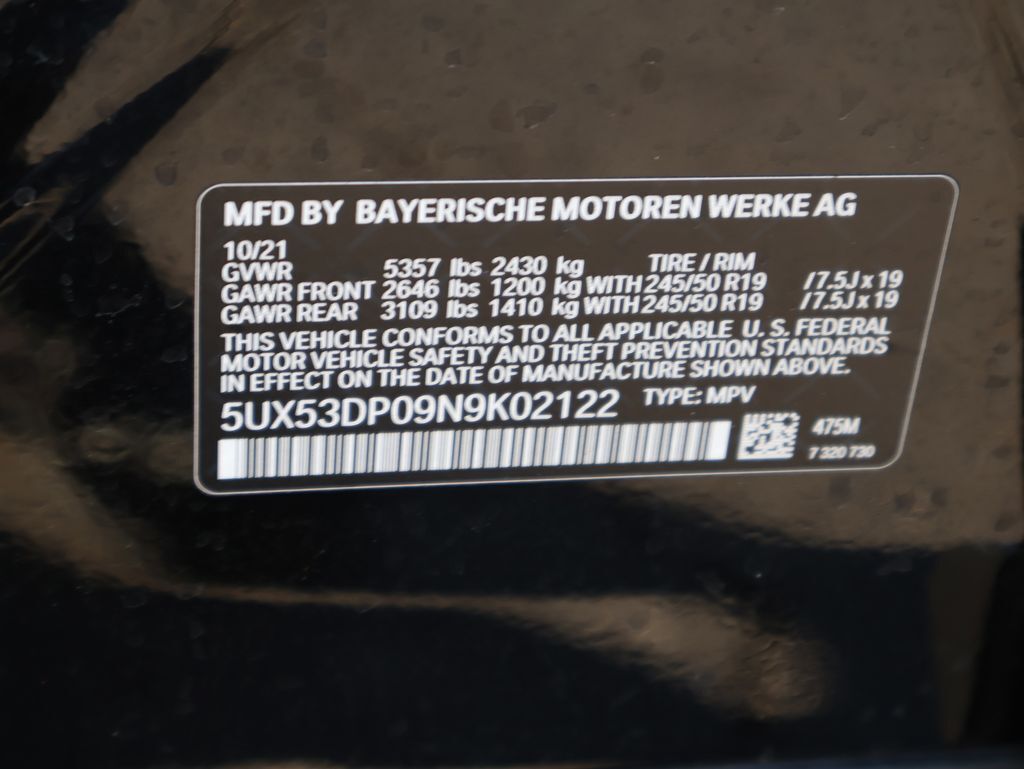 MFD BY BAYERISCHE MOTOREN WERKE AG
10/21
GVWR 5357 lbs 2430 kg TIRE / RIM
GAWR FRONT 2646 lbs 1200 kg WITH 245/50 R19 /7.5J x 19
GAWR REAR 3109 lbs 1410 kg WITH 245/50 R19 /7.5J x 19
THIS VEHICLE CONFORMS TO ALL APPLICABLE U. S. FEDERAL
MOTOR VEHICLE SAFETY AND THEFT PREVENTION STANDARDS
IN EFFECT ON THE DATE OF MANUFACTURE SHOWN ABOVE.
5UX53DP09N9K02122 TYPE: MPV
475M
7 320 730